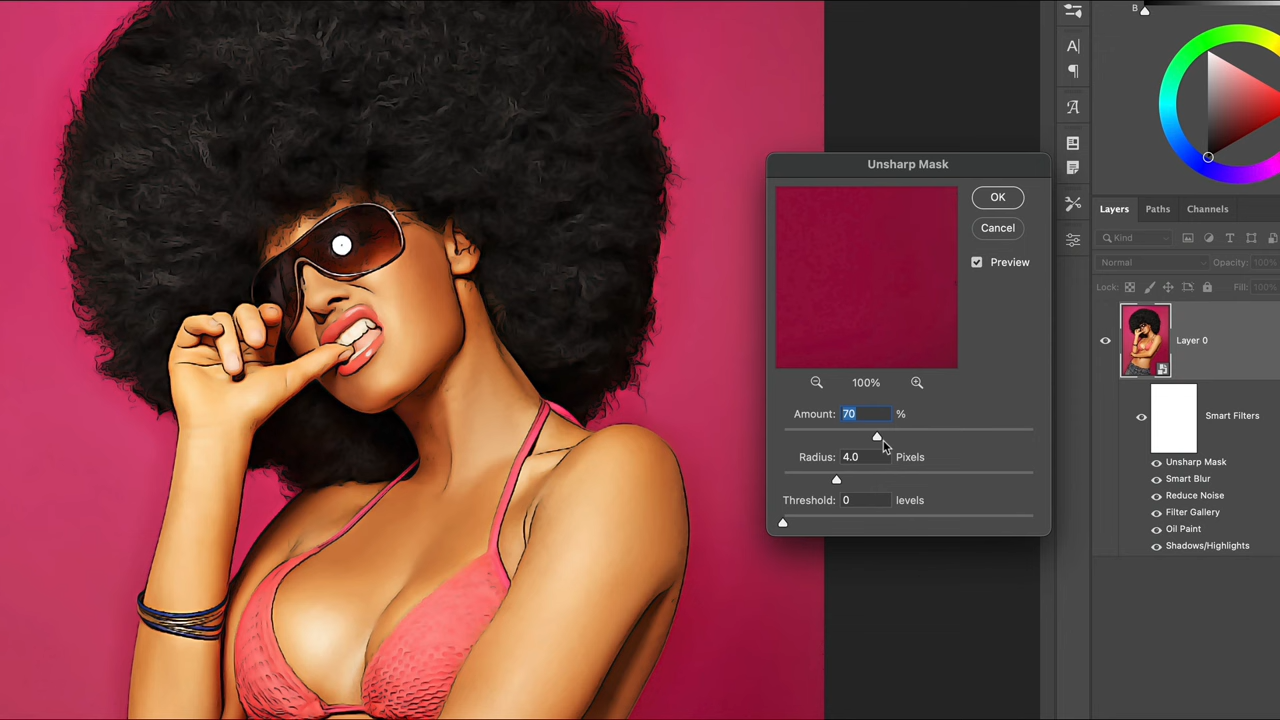 B
Unsharp Mask
OK
Cancel
Preview
100%
Amount: 70 %
Radius: 4.0 Pixels
Threshold: 0 levels
A|
¶
A
Layers Paths Channels
Kind
T
Normal Opacity: 100%
Lock: Fill: 100%
Layer 0
Smart Filters
Unsharp Mask
Smart Blur
Reduce Noise
Filter Gallery
Oil Paint
Shadows/Highlights